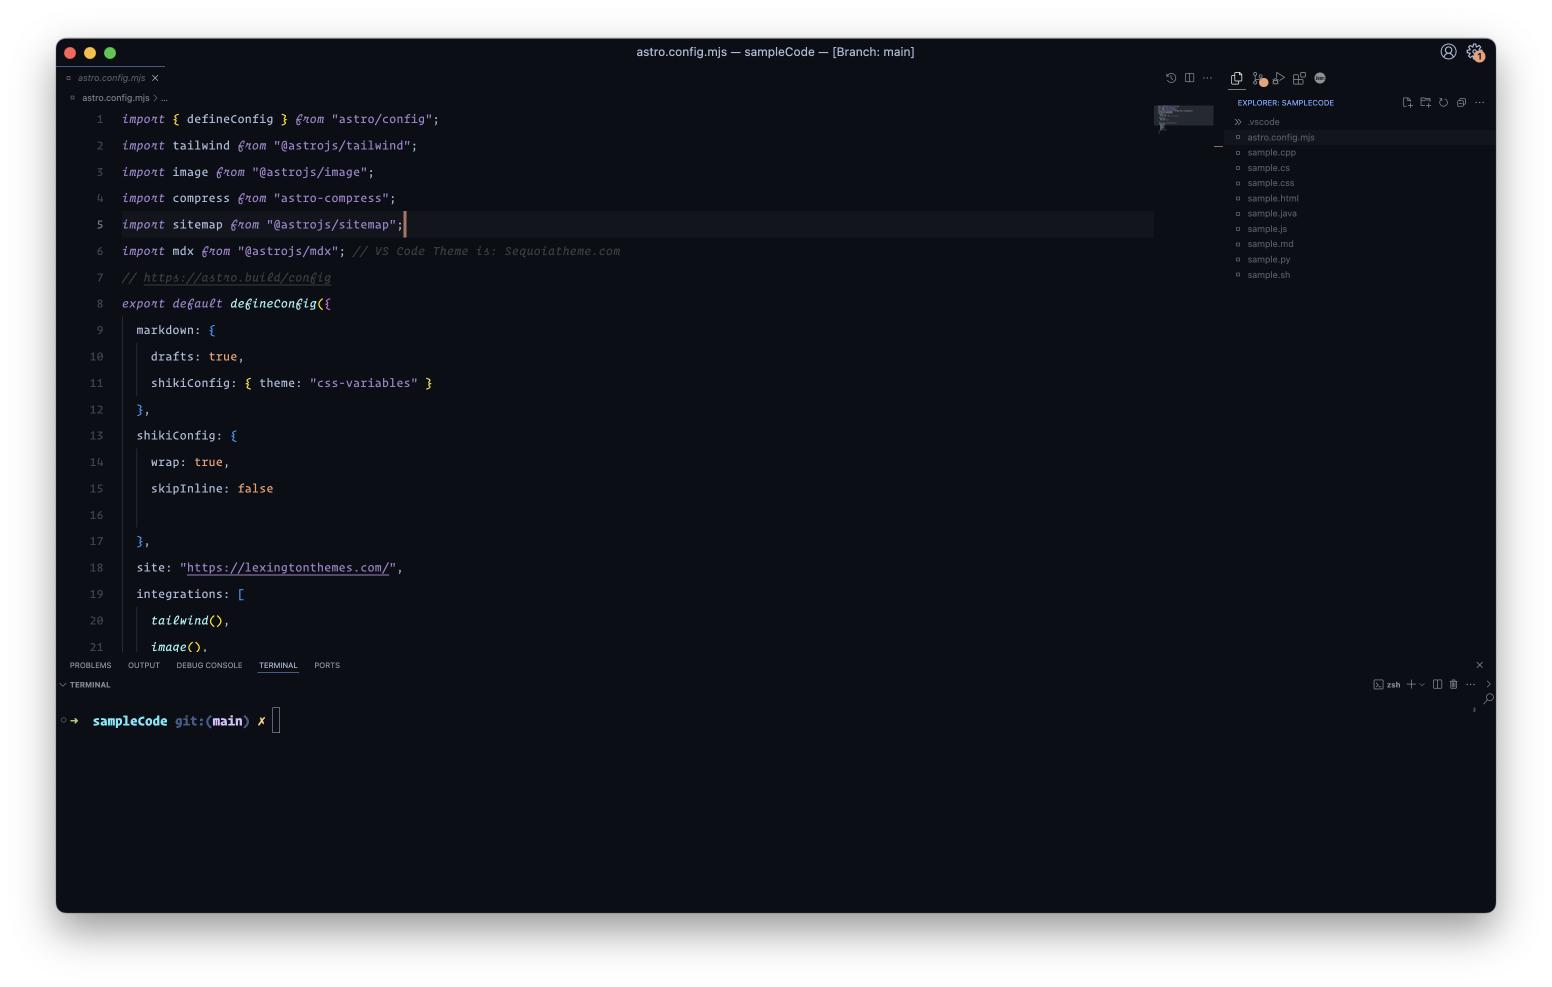 astro.config.mjs — sampleCode — [Branch: main]
1
astro.config.mjs
astro.config.mjs > ...
1 import { defineConfig } from "astro/config";
2 import tailwind from "@astrojs/tailwind";
3 import image from "@astrojs/image";
4 import compress from "astro-compress";
5 import sitemap from "@astrojs/sitemap";
6 import mdx from "@astrojs/mdx"; // VS Code Theme is: Sequoiatheme.com
7 // https://astro.build/config
8 export default defineConfig({
9 markdown: {
10 drafts: true,
11 shikiConfig: { theme: "css-variables" }
12 },
13 shikiConfig: {
14 wrap: true,
15 skipInline: false
16
17 },
18 site: "https://lexingtonthemes.com/",
19 integrations: [
20 tailwind(),
21 image(),
EXPLORER: SAMPLECODE
.vscode
astro.config.mjs
sample.cpp
sample.cs
sample.css
sample.html
sample.java
sample.js
sample.md
sample.py
sample.sh
PROBLEMS OUTPUT DEBUG CONSOLE TERMINAL PORTS
TERMINAL
zsh
→ sampleCode git:(main) ✗